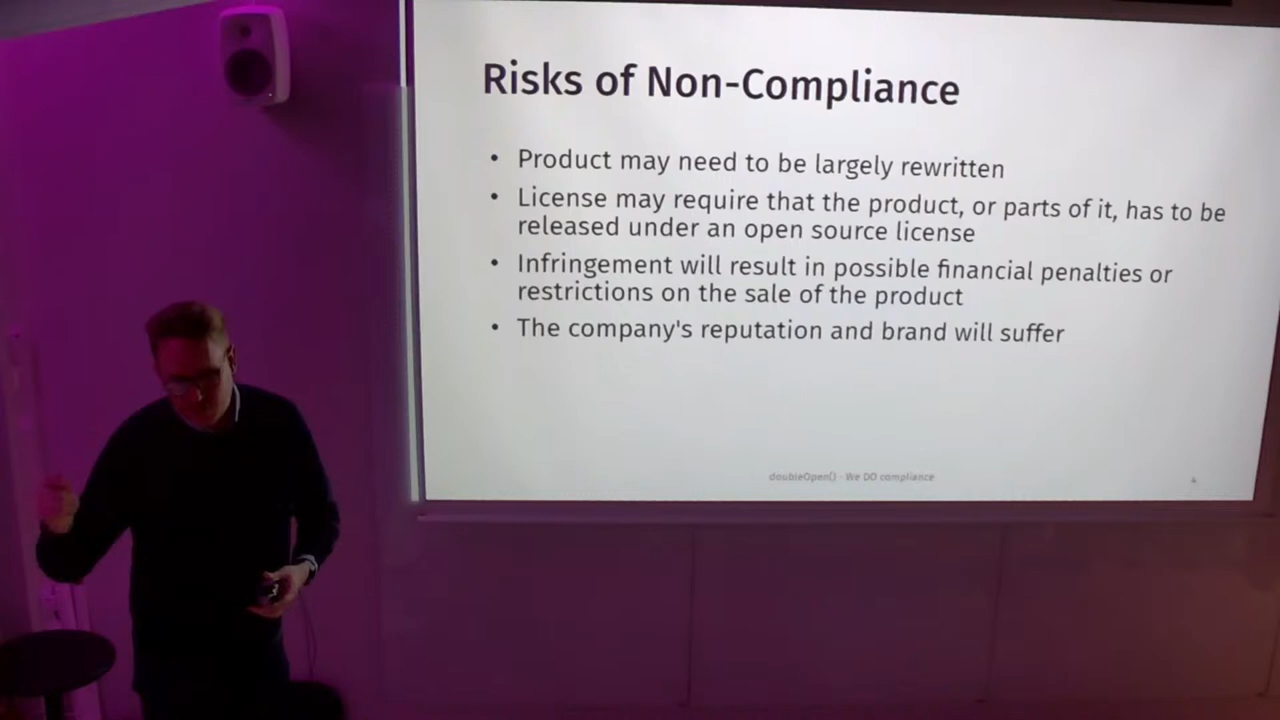 Risks of Non-Compliance
• Product may need to be largely rewritten
• License may require that the product, or parts of it, has to be
released under an open source license
• Infringement will result in possible financial penalties or
restrictions on the sale of the product
• The company's reputation and brand will suffer
doubleOpen() - We DO compliance
4